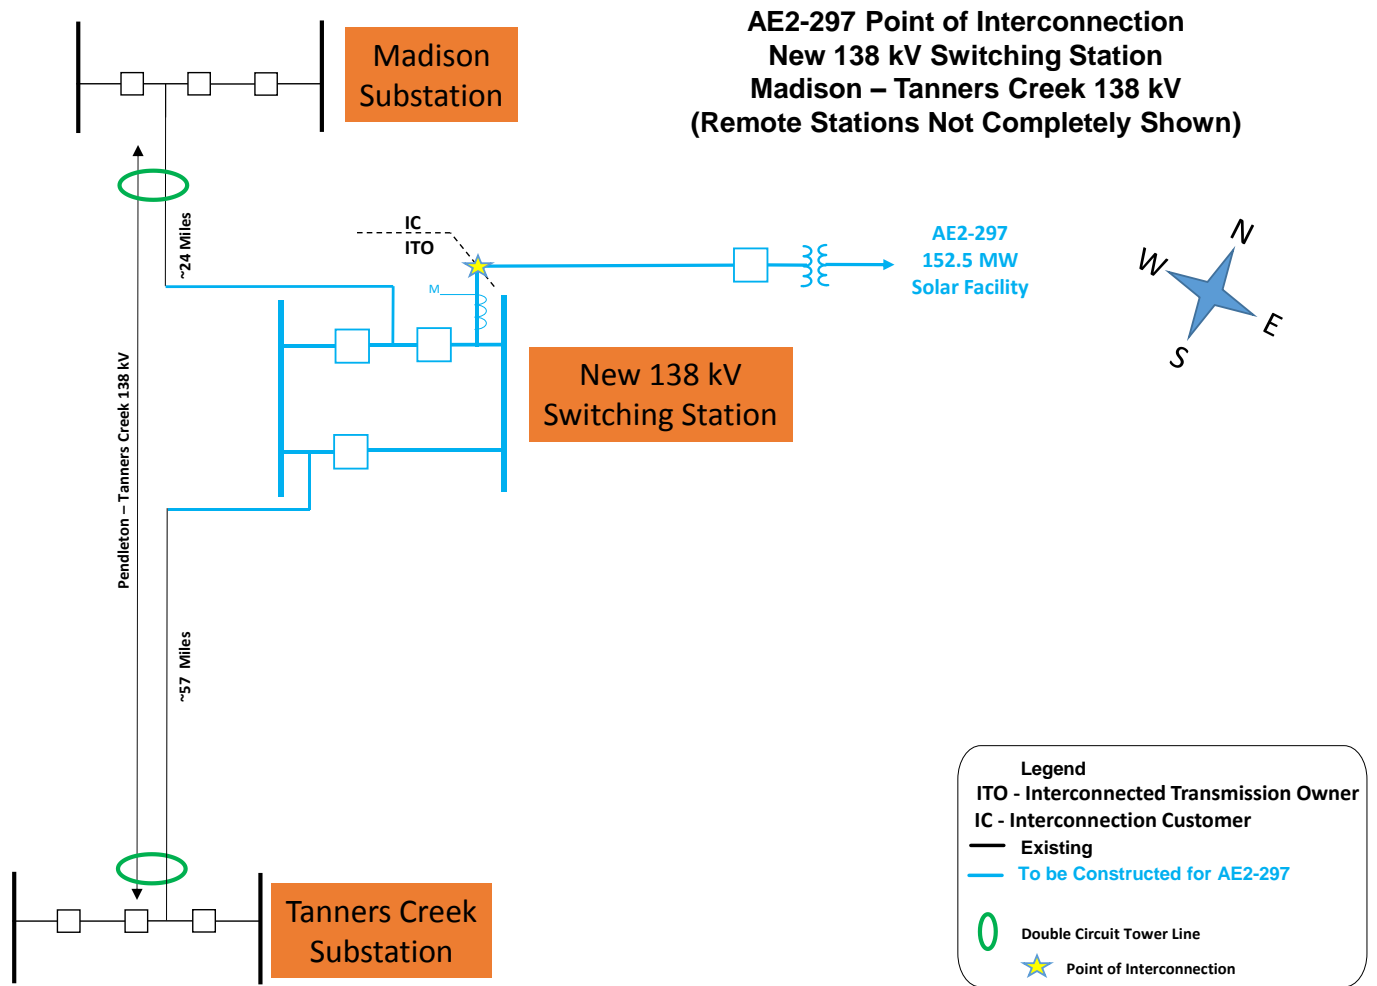 AE2-297 Point of Interconnection
New 138 kV Switching Station
Madison – Tanners Creek 138 kV
(Remote Stations Not Completely Shown)
Madison
Substation
~24 Miles
IC
ITO
M
AE2-297
152.5 MW
Solar Facility
N
W
E
S
New 138 kV
Switching Station
Pendleton – Tanners Creek 138 kV
~57 Miles
Tanners Creek
Substation
Legend
ITO - Interconnected Transmission Owner
IC - Interconnection Customer
Existing
To be Constructed for AE2-297
Double Circuit Tower Line
Point of Interconnection